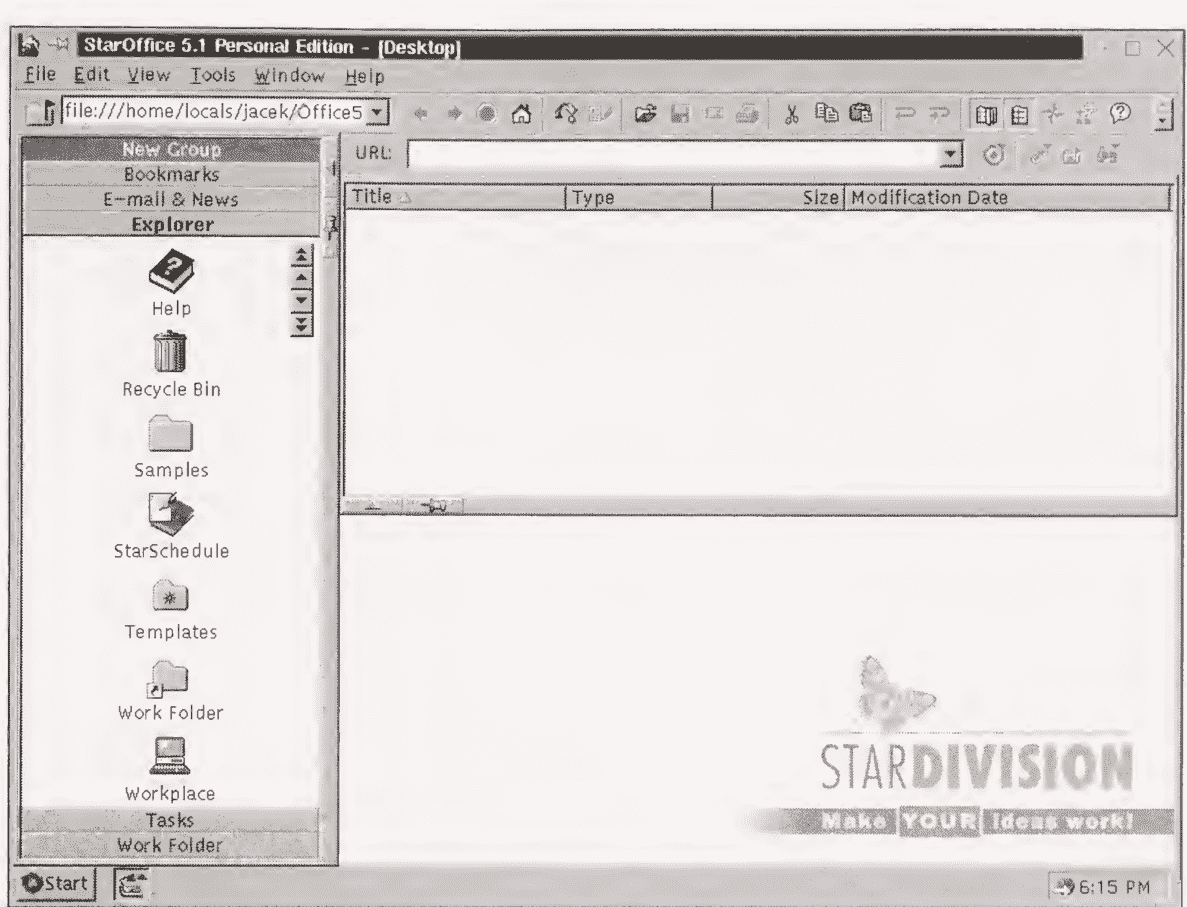 StarOffice 5.1 Personal Edition - [Desktop]
File Edit View Tools Window Help
file:///home/locals/jacek/Office5
New Group
Bookmarks
E-mail & News
Explorer
URL:
Title Type Size Modification Date
Help
Recycle Bin
Samples
StarSchedule
Templates
Work Folder
Workplace
Tasks
Work Folder
STARDIVISION
Make YOUR ideas work!
Start
6:15 PM